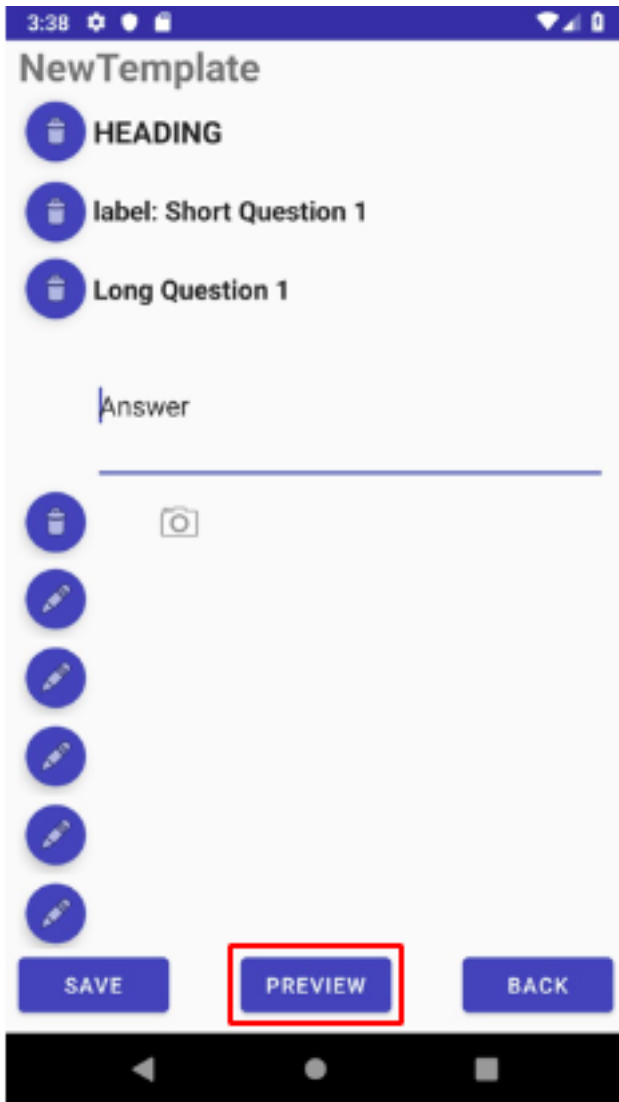 3:38
NewTemplate
HEADING
label: Short Question 1
Long Question 1
Answer
SAVE PREVIEW BACK